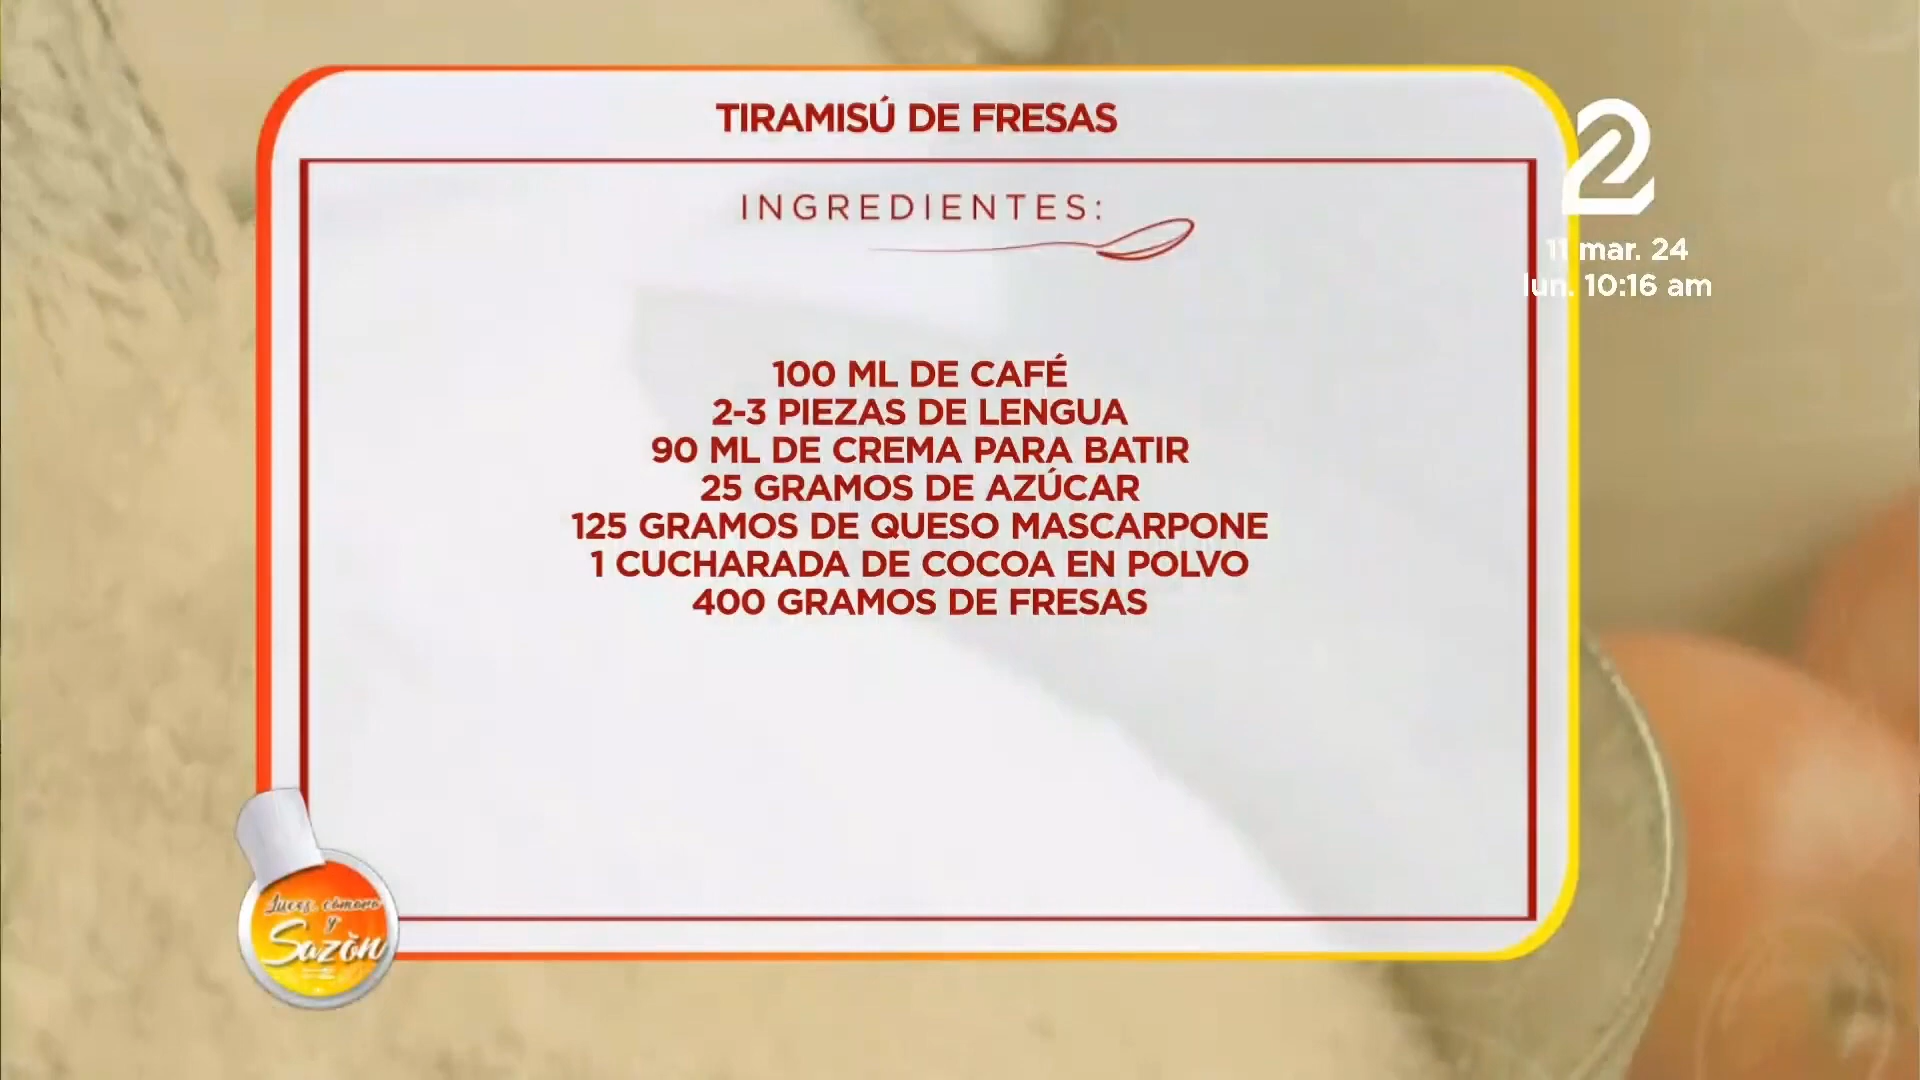 TIRAMISÚ DE FRESAS
INGREDIENTES:
2
11 mar. 24
lun. 10:16 am
100 ML DE CAFÉ
2-3 PIEZAS DE LENGUA
90 ML DE CREMA PARA BATIR
25 GRAMOS DE AZÚCAR
125 GRAMOS DE QUESO MASCARPONE
1 CUCHARADA DE COCOA EN POLVO
400 GRAMOS DE FRESAS
Luces, cámara
y
Sazón